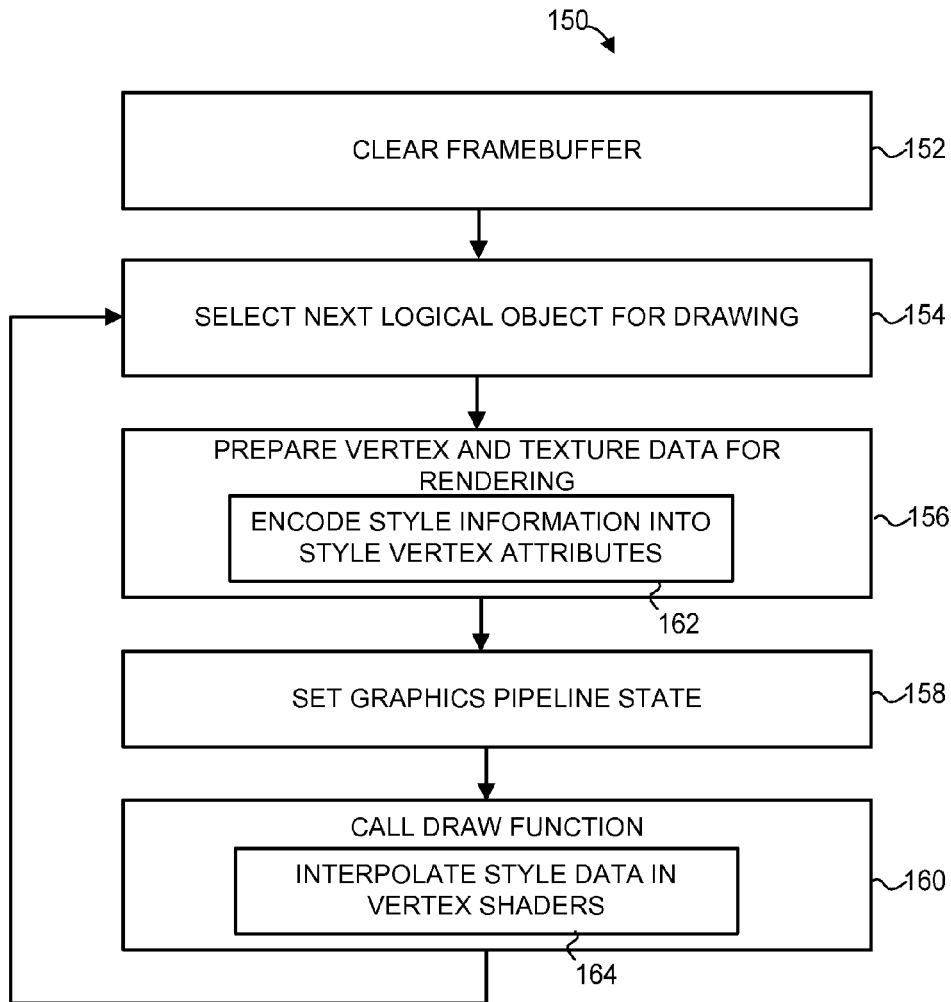 150
CLEAR FRAMEBUFFER
152
SELECT NEXT LOGICAL OBJECT FOR DRAWING
154
PREPARE VERTEX AND TEXTURE DATA FOR
RENDERING
ENCODE STYLE INFORMATION INTO
STYLE VERTEX ATTRIBUTES
156
162
SET GRAPHICS PIPELINE STATE
158
CALL DRAW FUNCTION
INTERPOLATE STYLE DATA IN
VERTEX SHADERS
160
164